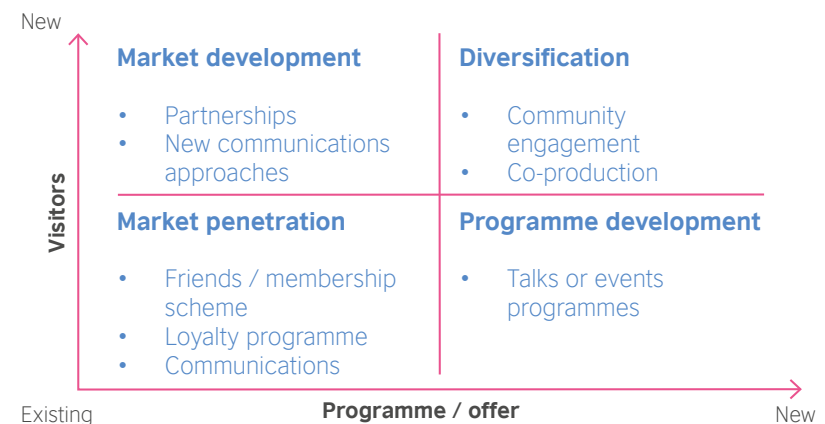 New
Market development
• Partnerships
• New communications
approaches
Diversification
• Community
engagement
• Co-production
Visitors
Market penetration
• Friends / membership
scheme
• Loyalty programme
• Communications
Programme development
• Talks or events
programmes
Existing
Programme / offer
New